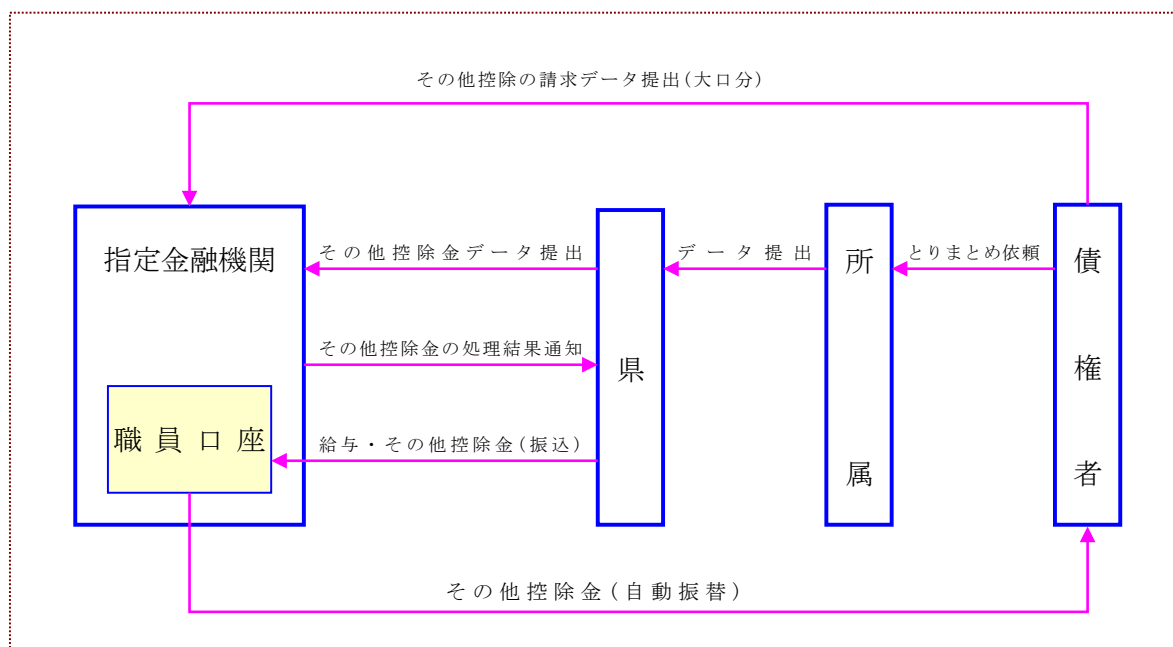 その他控除の請求データ提出(大口分)
指定金融機関
その他控除金データ提出
データ提出
とりまとめ依頼
その他控除金の処理結果通知
給与・その他控除金(振込)
職員口座
県
所属
債権者
その他控除金(自動振替)